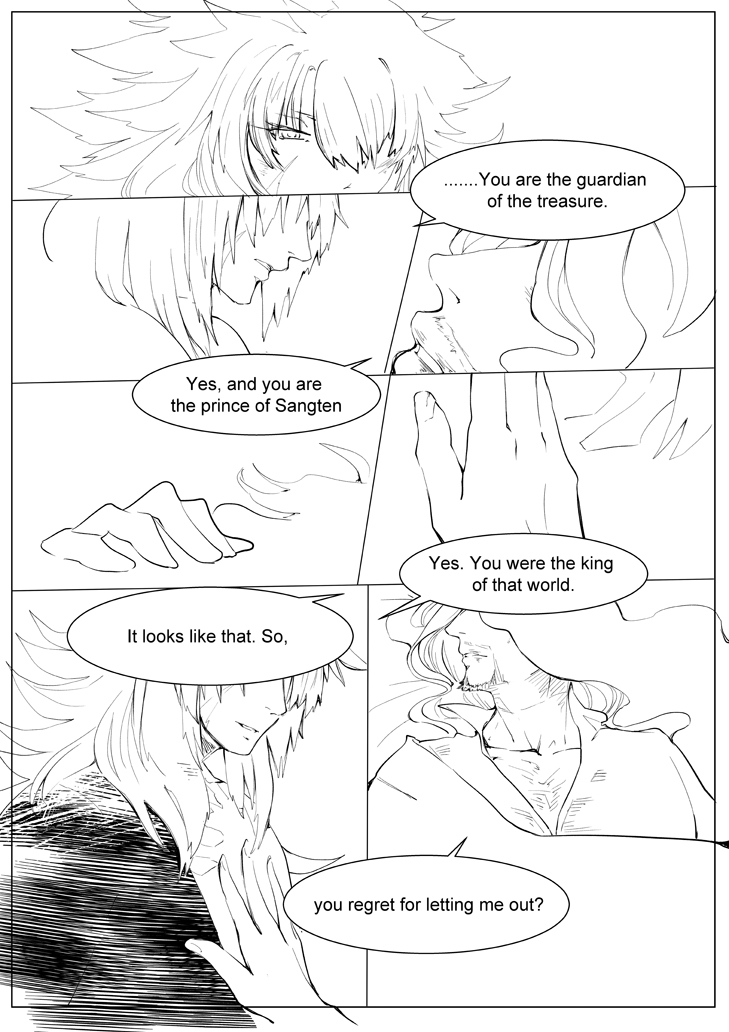 .......You are the guardian
of the treasure.
Yes, and you are
the prince of Sangten
Yes. You were the king
of that world.
It looks like that. So,
you regret for letting me out?